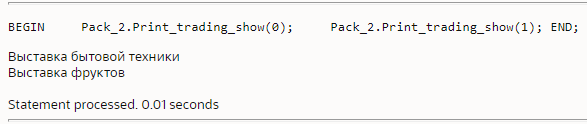 BEGIN     Pack_2.Print_trading_show(0);     Pack_2.Print_trading_show(1); END;
Выставка бытовой техники
Выставка фруктов
Statement processed. 0.01 seconds